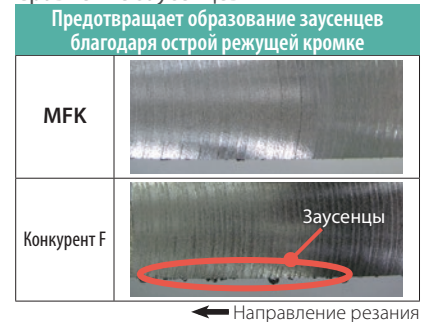 Предотвращает образование заусенцев
благодаря острой режущей кромке
MFK
Конкурент F
Заусенцы
Направление резания